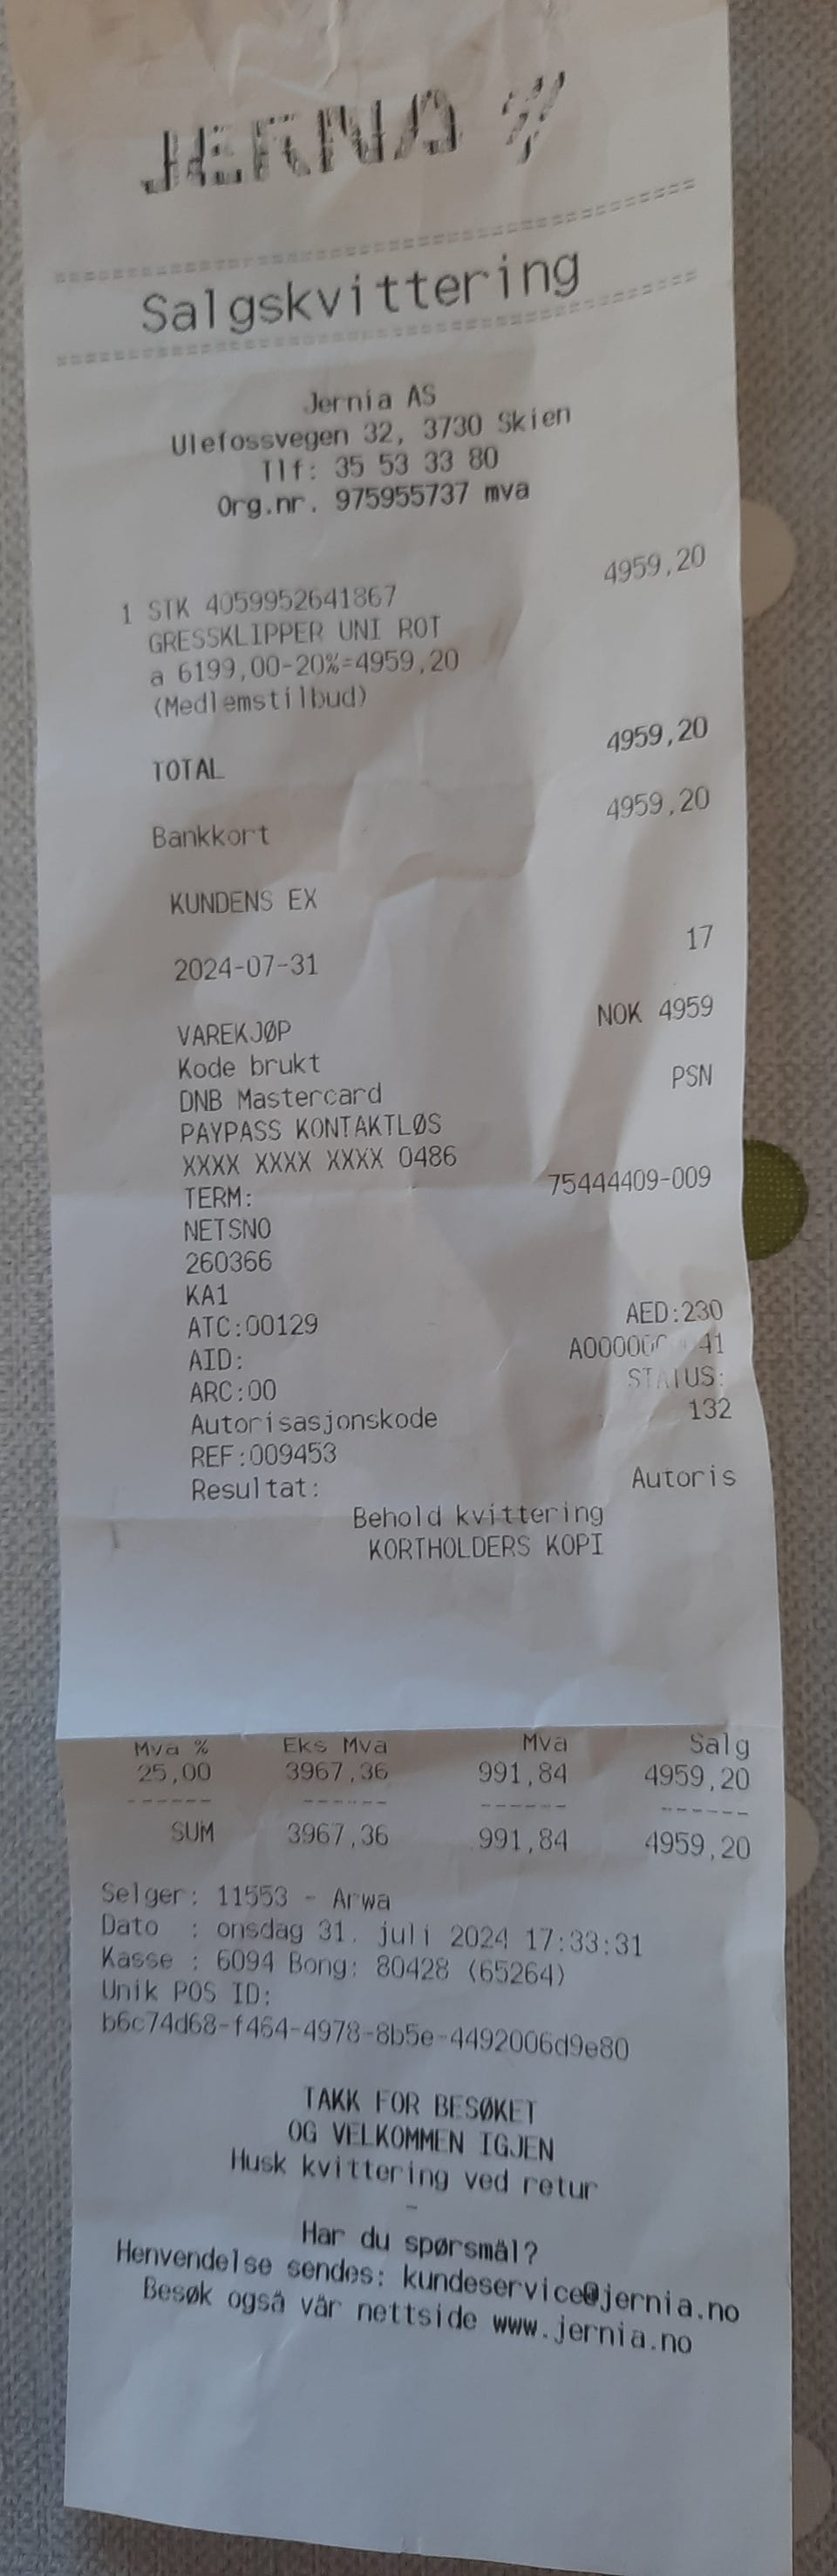 JERNIA
Salgskvittering
Jernia AS
Ulefossvegen 32, 3730 Skien
Tlf: 35 53 33 80
Org.nr. 975955737 mva
1 STK 4059952641867 4959,20
GRESSKLIPPER UNI ROT
a 6199,00-20%=4959,20
(Medlemstilbud)
TOTAL 4959,20
Bankkort 4959,20
KUNDENS EX
2024-07-31 17
VAREKJØP NOK 4959
Kode brukt
DNB Mastercard PSN
PAYPASS KONTAKTLØS
XXXX XXXX XXXX 0486
TERM: 75444409-009
NETSNO
260366
KA1
ATC:00129 AED:230
AID:
ARC:00 STATUS:
Autorisasjonskode 132
REF:009453
Resultat: Autoris
Behold kvittering
KORTHOLDERS KOPI
Mva % Eks Mva Mva Salg
25,00 3967,36 991,84 4959,20
------ ------ ------ ------
SUM 3967,36 991,84 4959,20
Selger: 11553 - Arwa
Dato : onsdag 31. juli 2024 17:33:31
Kasse : 6094 Bong: 80428 (65264)
Unik POS ID:
b6c74d68-f464-4978-8b5e-4492006d9e80
TAKK FOR BESØKET
OG VELKOMMEN IGJEN
Husk kvittering ved retur
-
Har du spørsmål?
Henvendelse sendes: kundeservice@jernia.no
Besøk også vår nettside www.jernia.no